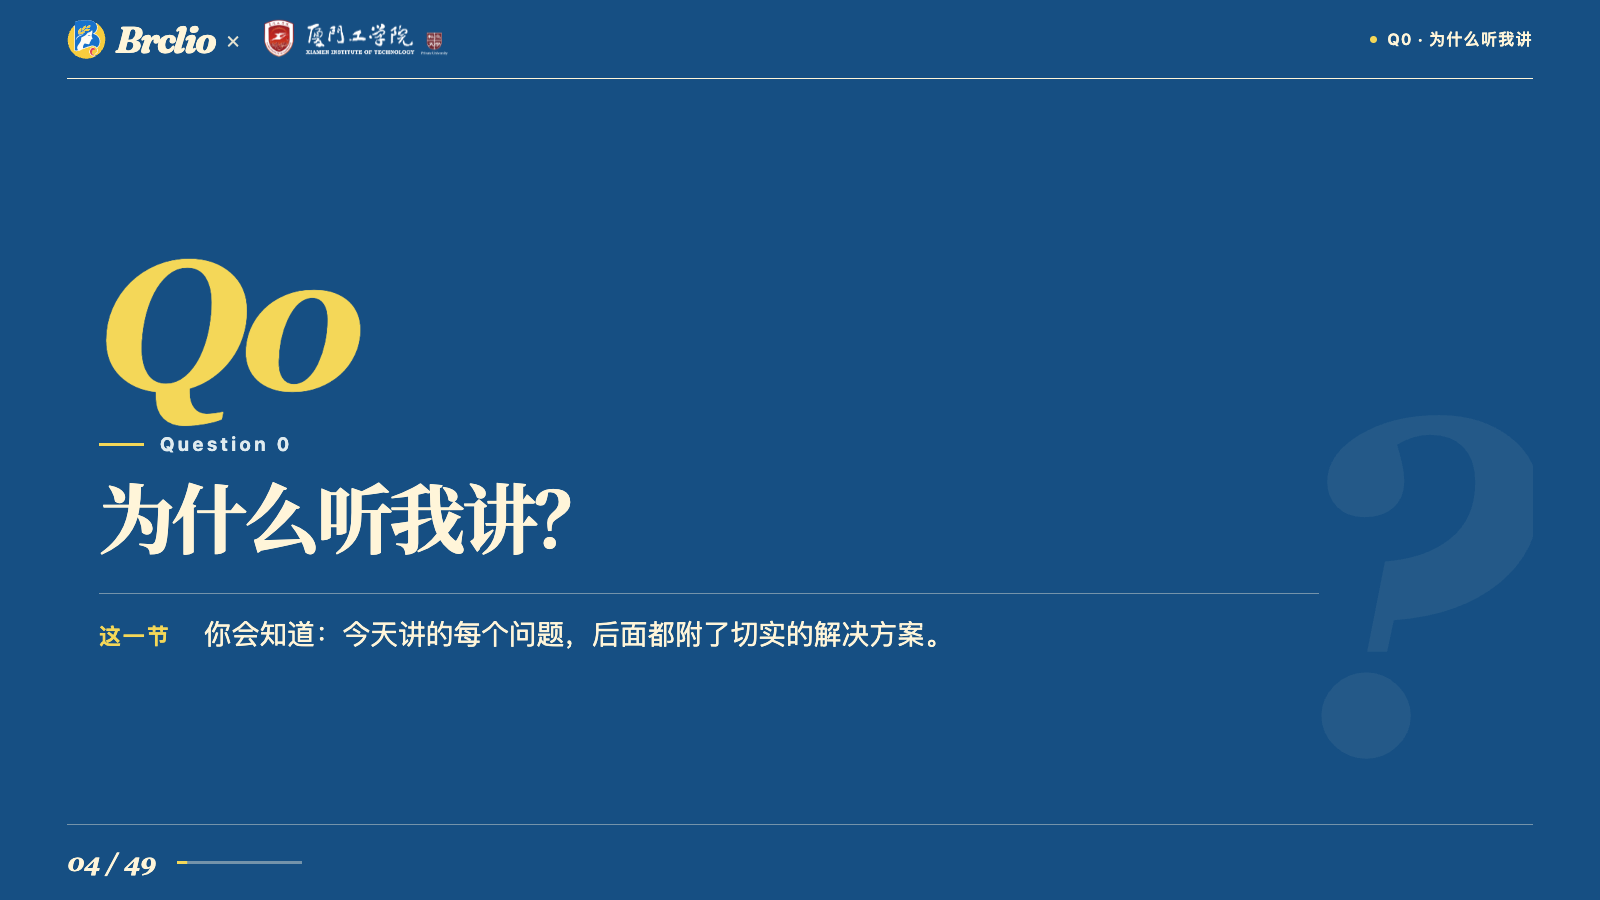 Brclio × 厦門工学院
XIAMEN INSTITUTE OF TECHNOLOGY
Q0 · 为什么听我讲
Q0
Question 0
为什么听我讲?
这一节 你会知道：今天讲的每个问题，后面都附了切实的解决方案。
?
04 / 49